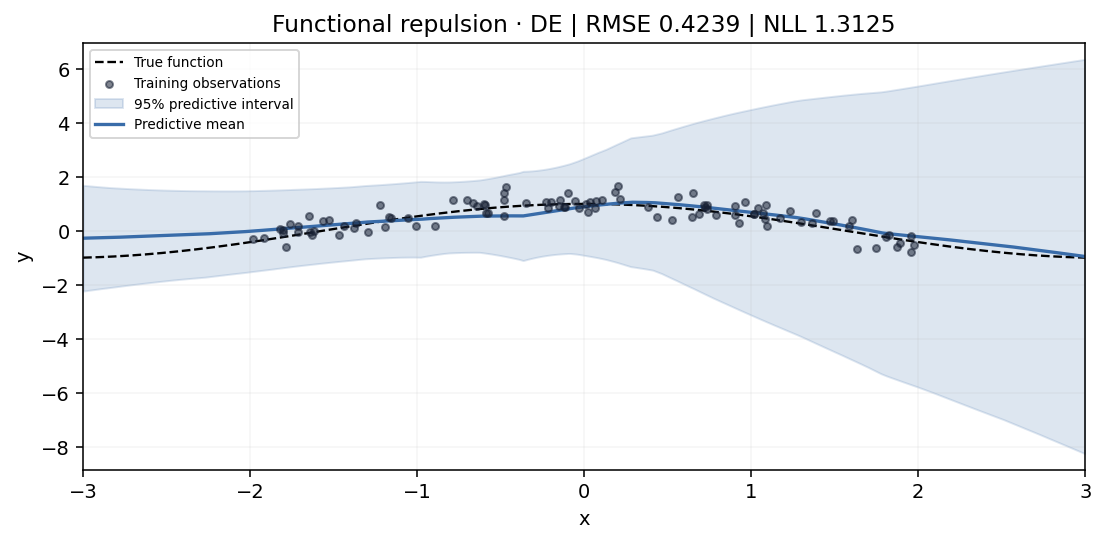 Functional repulsion · DE | RMSE 0.4239 | NLL 1.3125
True function
Training observations
95% predictive interval
Predictive mean
y
6
4
2
0
−2
−4
−6
−8
−3
−2
−1
0
1
2
3
x